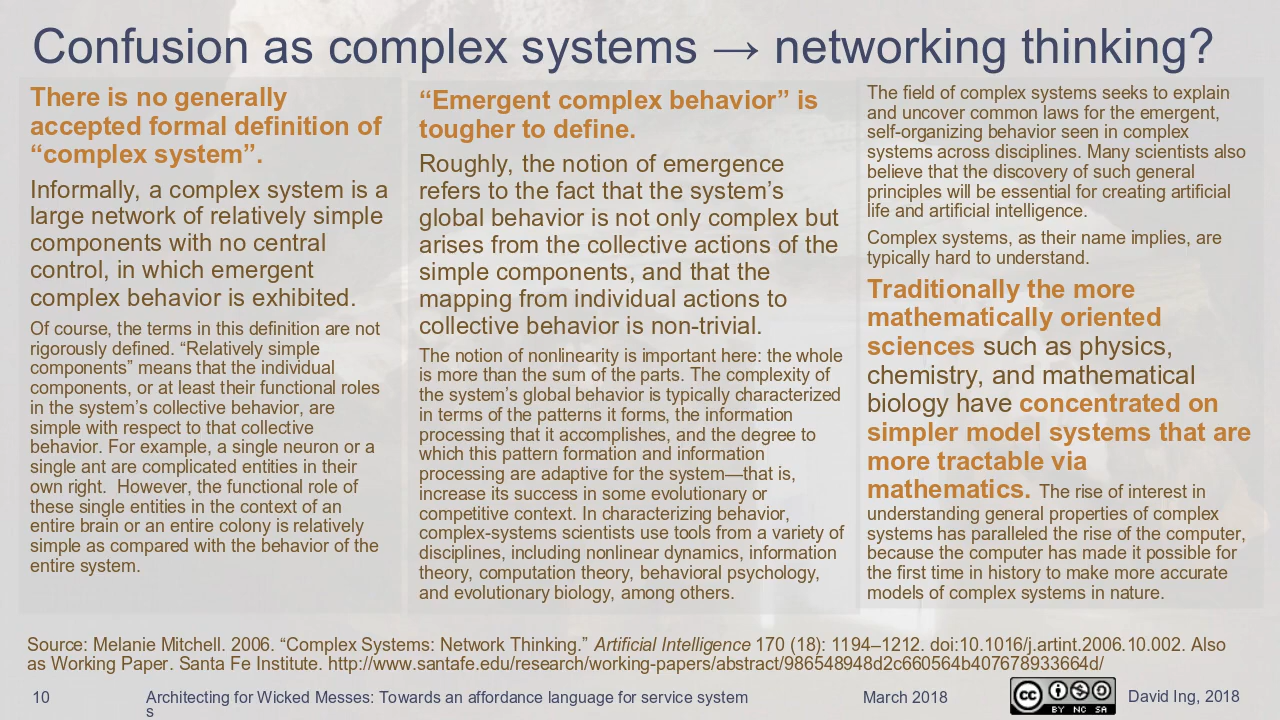 Confusion as complex systems → networking thinking?
There is no generally
accepted formal definition of
“complex system”.
Informally, a complex system is a
large network of relatively simple
components with no central
control, in which emergent
complex behavior is exhibited.
Of course, the terms in this definition are not
rigorously defined. “Relatively simple
components” means that the individual
components, or at least their functional roles
in the system’s collective behavior, are
simple with respect to that collective
behavior. For example, a single neuron or a
single ant are complicated entities in their
own right.  However, the functional role of
these single entities in the context of an
entire brain or an entire colony is relatively
simple as compared with the behavior of the
entire system.
“Emergent complex behavior” is
tougher to define.
Roughly, the notion of emergence
refers to the fact that the system’s
global behavior is not only complex but
arises from the collective actions of the
simple components, and that the
mapping from individual actions to
collective behavior is non-trivial.
The notion of nonlinearity is important here: the whole
is more than the sum of the parts. The complexity of
the system’s global behavior is typically characterized
in terms of the patterns it forms, the information
processing that it accomplishes, and the degree to
which this pattern formation and information
processing are adaptive for the system—that is,
increase its success in some evolutionary or
competitive context. In characterizing behavior,
complex-systems scientists use tools from a variety of
disciplines, including nonlinear dynamics, information
theory, computation theory, behavioral psychology,
and evolutionary biology, among others.
The field of complex systems seeks to explain
and uncover common laws for the emergent,
self-organizing behavior seen in complex
systems across disciplines. Many scientists also
believe that the discovery of such general
principles will be essential for creating artificial
life and artificial intelligence.
Complex systems, as their name implies, are
typically hard to understand.
Traditionally the more
mathematically oriented
sciences such as physics,
chemistry, and mathematical
biology have concentrated on
simpler model systems that are
more tractable via
mathematics. The rise of interest in
understanding general properties of complex
systems has paralleled the rise of the computer,
because the computer has made it possible for
the first time in history to make more accurate
models of complex systems in nature.
Source: Melanie Mitchell. 2006. “Complex Systems: Network Thinking.” Artificial Intelligence 170 (18): 1194–1212. doi:10.1016/j.artint.2006.10.002. Also
as Working Paper. Santa Fe Institute. http://www.santafe.edu/research/working-papers/abstract/986548948d2c660564b407678933664d/
10
Architecting for Wicked Messes: Towards an affordance language for service system
s
March 2018
cc
BY NC SA
David Ing, 2018